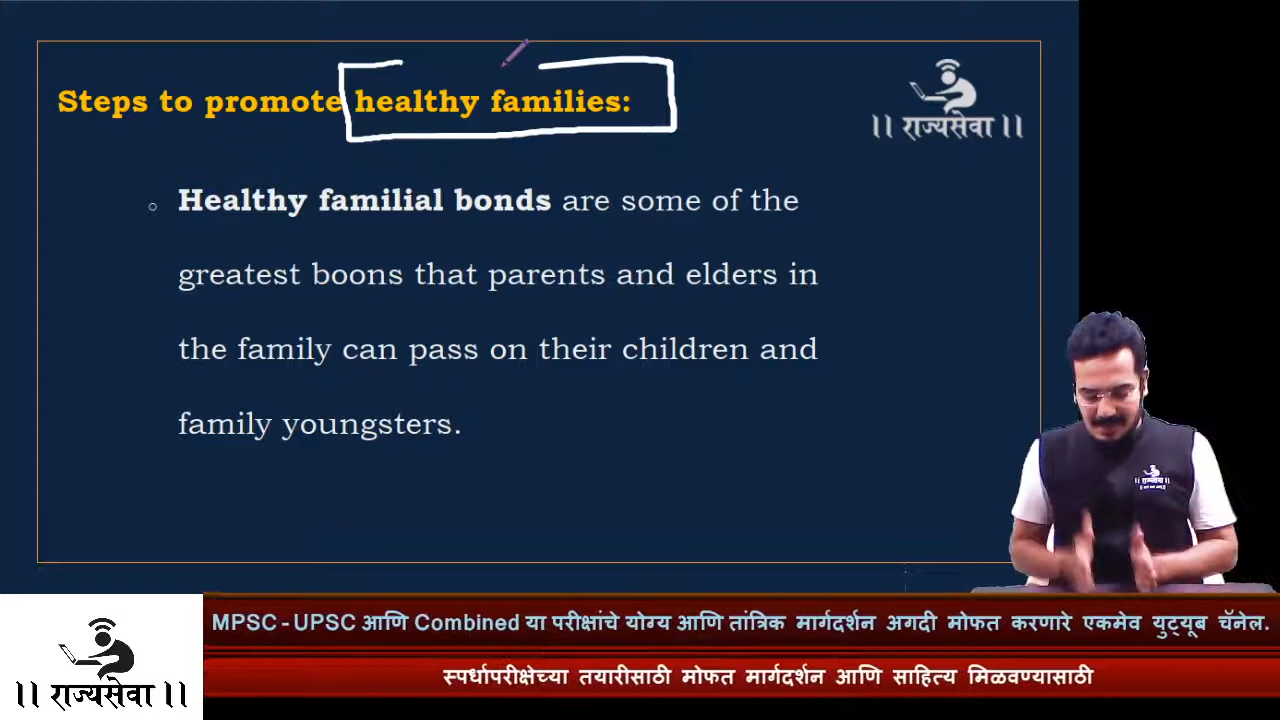 Steps to promote healthy families:
।। राज्यसेवा ।।
Healthy familial bonds are some of the
greatest boons that parents and elders in
the family can pass on their children and
family youngsters.
।। राज्यसेवा ।।
MPSC - UPSC आणि Combined या परीक्षांचे योग्य आणि तांत्रिक मार्गदर्शन अगदी मोफत करणारे एकमेव युट्यूब चॅनेल.
।। राज्यसेवा ।।
स्पर्धापरीक्षेच्या तयारीसाठी मोफत मार्गदर्शन आणि साहित्य मिळवण्यासाठी